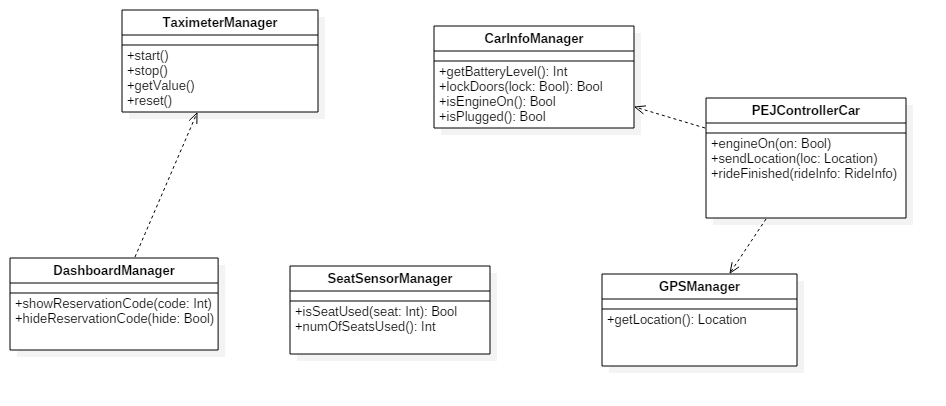 TaximeterManager
+start()
+stop()
+getValue()
+reset()
CarInfoManager
+getBatteryLevel(): Int
+lockDoors(lock: Bool): Bool
+isEngineOn(): Bool
+isPlugged(): Bool
PEJControllerCar
+engineOn(on: Bool)
+sendLocation(loc: Location)
+rideFinished(rideInfo: RideInfo)
DashboardManager
+showReservationCode(code: Int)
+hideReservationCode(hide: Bool)
SeatSensorManager
+isSeatUsed(seat: Int): Bool
+numOfSeatsUsed(): Int
GPSManager
+getLocation(): Location